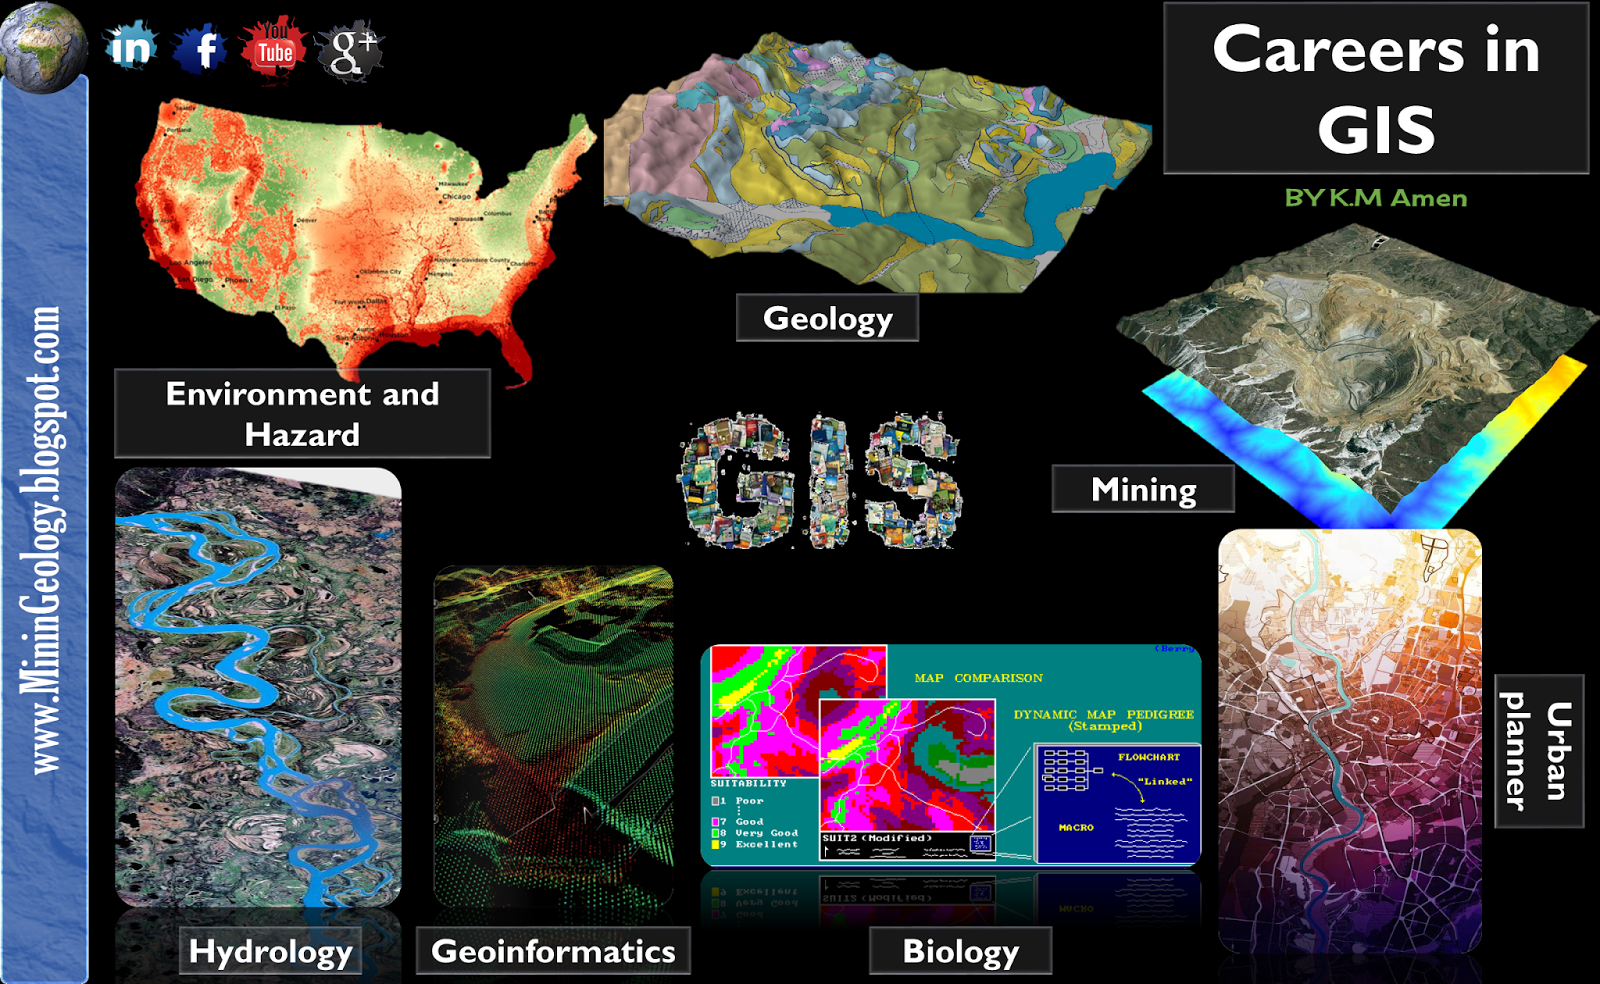 in
f
You
Tube
g+
Careers in
GIS
BY K.M Amen
www.MininGeology.blogspot.com
Seattle
Portland
Milwaukee
Chicago
Indianapolis
Columbus
Denver
Los Angeles
San Diego
Phoenix
El Paso
Oklahoma City
Nashville-Davidson County
Memphis
Charlotte
Fort Worth
Dallas
Austin
San Antonio
Houston
Geology
Environment and
Hazard
GIS
Mining
(Berry
MAP COMPARISON
DYNAMIC MAP PEDIGREE
(Stamped)
FLOWCHART
"Linked"
MACRO
SUITABILITY
1 Poor
7 Good
8 Very Good
9 Excellent
SUIT2 (Modified)
Urban
planner
Hydrology
Geoinformatics
Biology